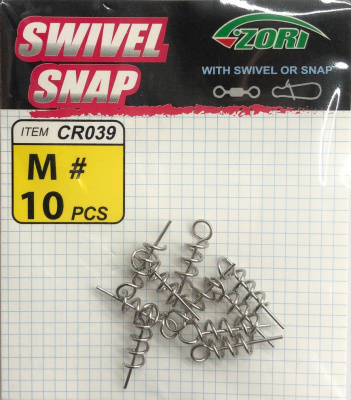 SWIVEL
SNAP
ZORI
WITH SWIVEL OR SNAP
ITEM CR039
M #
10 PCS